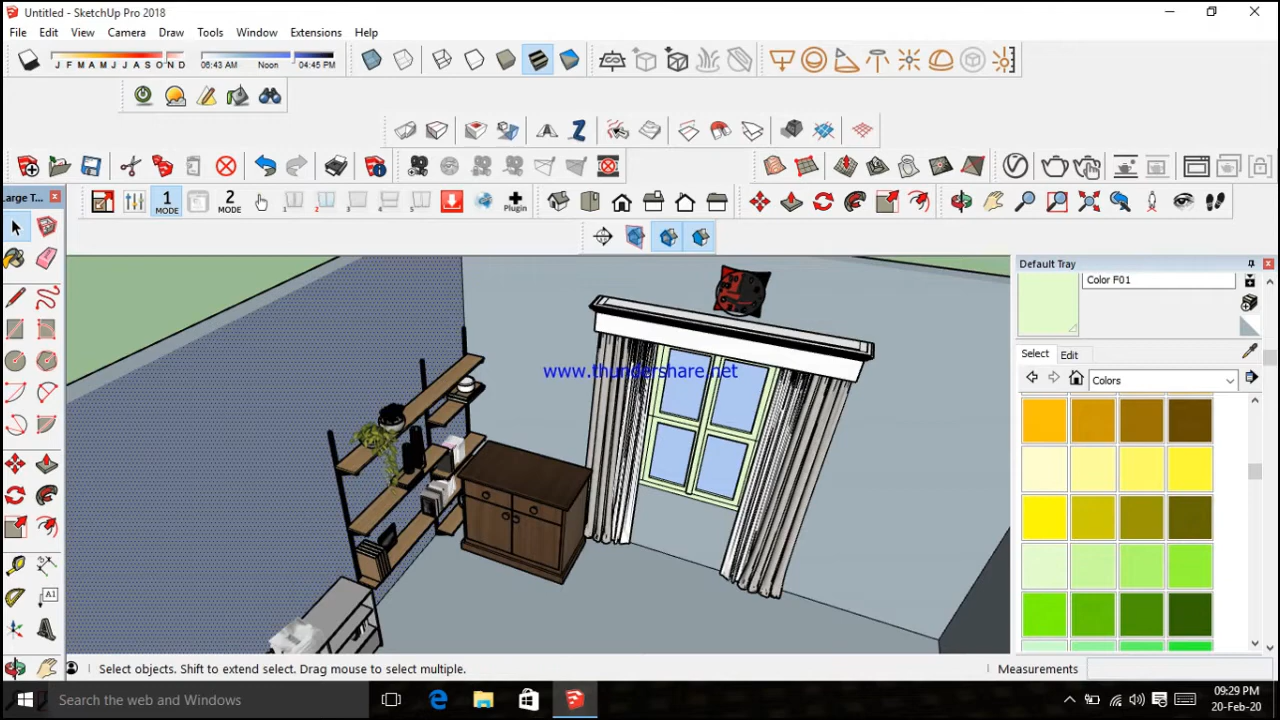 Untitled - SketchUp Pro 2018
File Edit View Camera Draw Tools Window Extensions Help
J F M A M J J A S O N D
06:43 AM Noon 04:45 PM
Large T...
1 MODE
2 MODE
Plugin
Default Tray
Color F01
Select Edit
Colors
www.thundershare.net
A1
Select objects. Shift to extend select. Drag mouse to select multiple.
Measurements
Search the web and Windows
09:29 PM
20-Feb-20